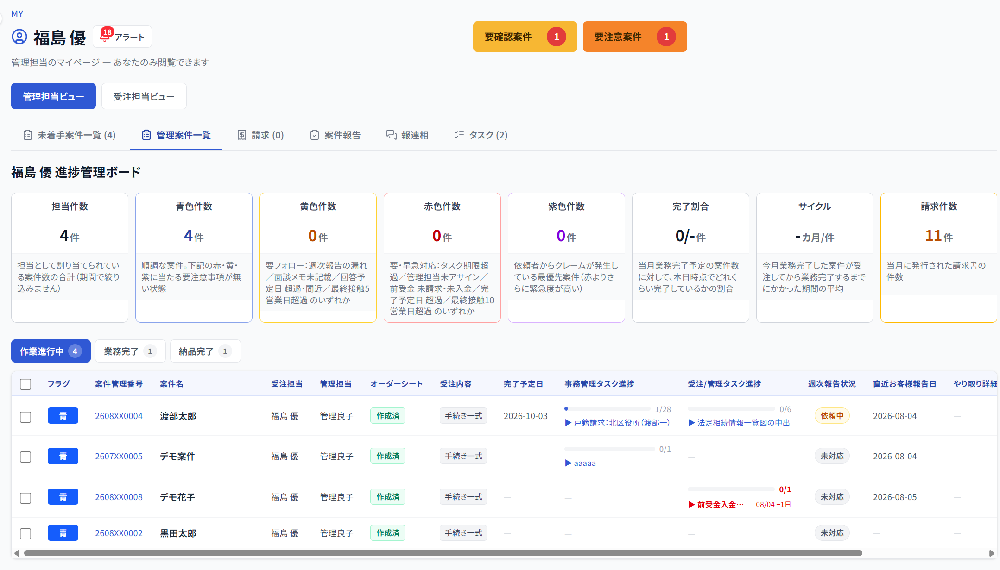 MY
福島 優
18
アラート
要確認案件 1
要注意案件 1
管理担当のマイページ — あなたのみ閲覧できます
管理担当ビュー
受注担当ビュー
未着手案件一覧 (4)
管理案件一覧
請求 (0)
案件報告
報連相
タスク (2)
福島 優 進捗管理ボード
担当件数
4件
担当として割り当てられてい
る案件数の合計（期間で絞り
込みません）
青色件数
4件
順調な案件。下記の赤・黄・
紫に当たる要注意事項が無
い状態
黄色件数
0件
要フォロー：週次報告の漏れ
／面談メモ未記載／回答予
定日 超過・間近／最終接触5
営業日超過 のいずれか
赤色件数
0件
要・早急対応：タスク期限超
過／管理担当未アサイン／
前受金 未請求・未入金／完
了予定日 超過／最終接触10
営業日超過 のいずれか
紫色件数
0件
依頼者からクレームが発生し
ている最優先案件（赤よりさ
らに緊急度が高い）
完了割合
0/-件
当月業務完了予定の案件数
に対して、本日時点でどれく
らい完了しているかの割合
サイクル
-カ月/件
今月業務完了した案件が受
注してから業務完了するまで
にかかった期間の平均
請求件数
11件
当月に発行された請求書の
件数
作業進行中 4
業務完了 1
納品完了 1
フラグ 案件管理番号 案件名 受注担当 管理担当 オーダーシート 受注内容 完了予定日 事務管理タスク進捗 受注/管理タスク進捗 週次報告状況 直近お客様報告日 やり取り詳細
青 2608XX0004 渡部太郎 福島 優 管理良子 作成済 手続き一式 2026-10-03 1/28 ▶ 戸籍請求：北区役所（渡部一） 0/6 ▶ 法定相続情報一覧図の申出 依頼中 2026-08-04 —
青 2607XX0005 デモ案件 福島 優 管理良子 作成済 手続き一式 — 0/1 ▶ aaaaa — 未対応 2026-08-04 —
青 2608XX0008 デモ花子 福島 優 管理良子 作成済 手続き一式 — — 0/1 ▶ 前受金入金… 08/04 −1日 未対応 2026-08-05 —
青 2608XX0002 黒田太郎 福島 優 管理良子 作成済 手続き一式 — — — 未対応 — —